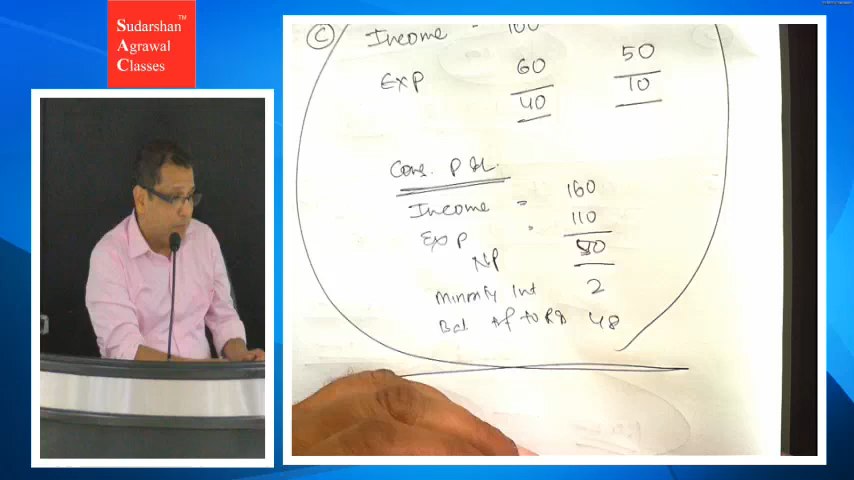 Sudarshan™
Agrawal
Classes
C Income - 100
Exp 60 50
40 10
Cons. P&L.
Income = 160
Exp - 110
NP 50
Minority Int 2
Bal trf to R&S 48